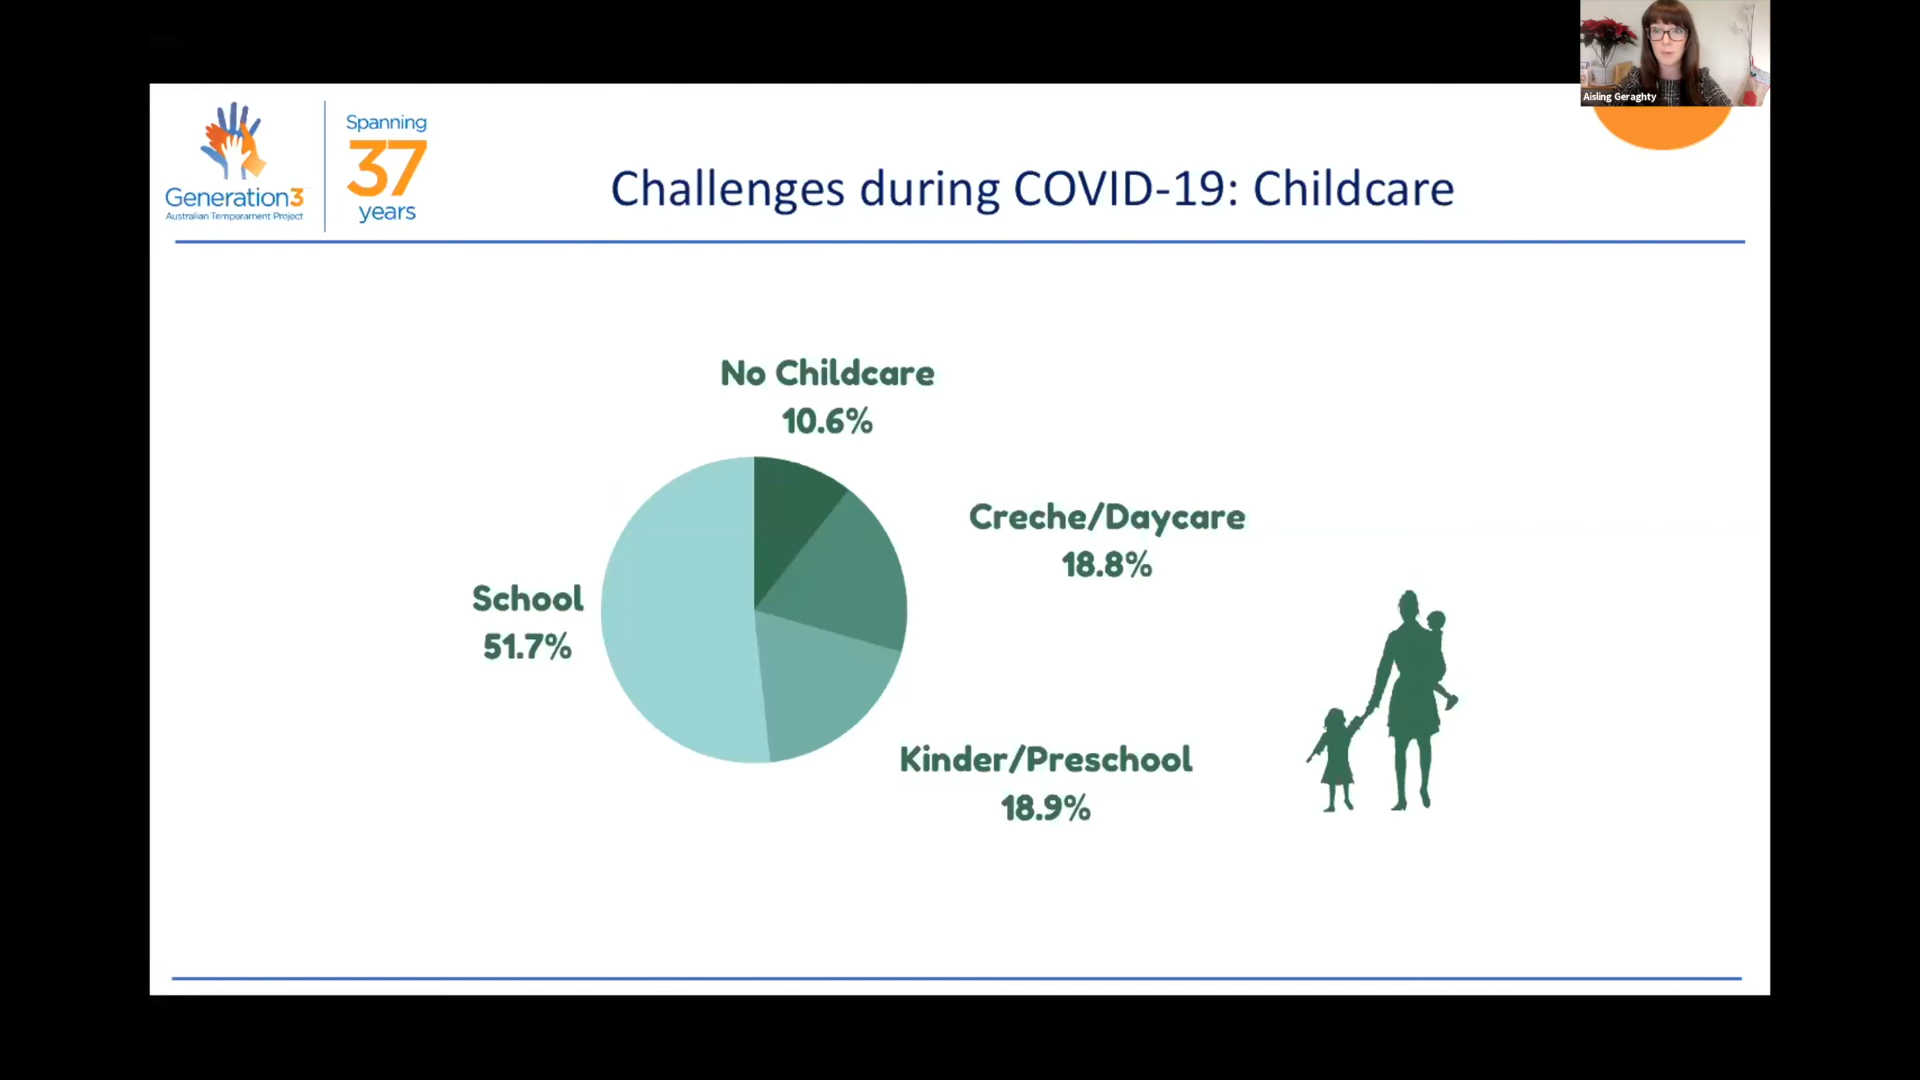 Aisling Geraghty
Generation3
Australian Temperament Project
Spanning
37
years
Challenges during COVID-19: Childcare
No Childcare
10.6%
Creche/Daycare
18.8%
School
51.7%
Kinder/Preschool
18.9%